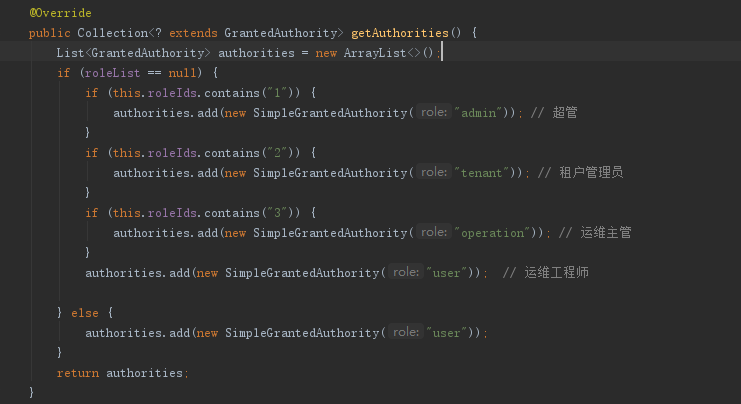 @Override
public Collection<? extends GrantedAuthority> getAuthorities() {
List<GrantedAuthority> authorities = new ArrayList<>();
if (roleList == null) {
if (this.roleIds.contains("1")) {
authorities.add(new SimpleGrantedAuthority( role: "admin")); // 超管
}
if (this.roleIds.contains("2")) {
authorities.add(new SimpleGrantedAuthority( role: "tenant")); // 租户管理员
}
if (this.roleIds.contains("3")) {
authorities.add(new SimpleGrantedAuthority( role: "operation")); // 运维主管
}
authorities.add(new SimpleGrantedAuthority( role: "user"));  // 运维工程师
} else {
authorities.add(new SimpleGrantedAuthority( role: "user"));
}
return authorities;
}